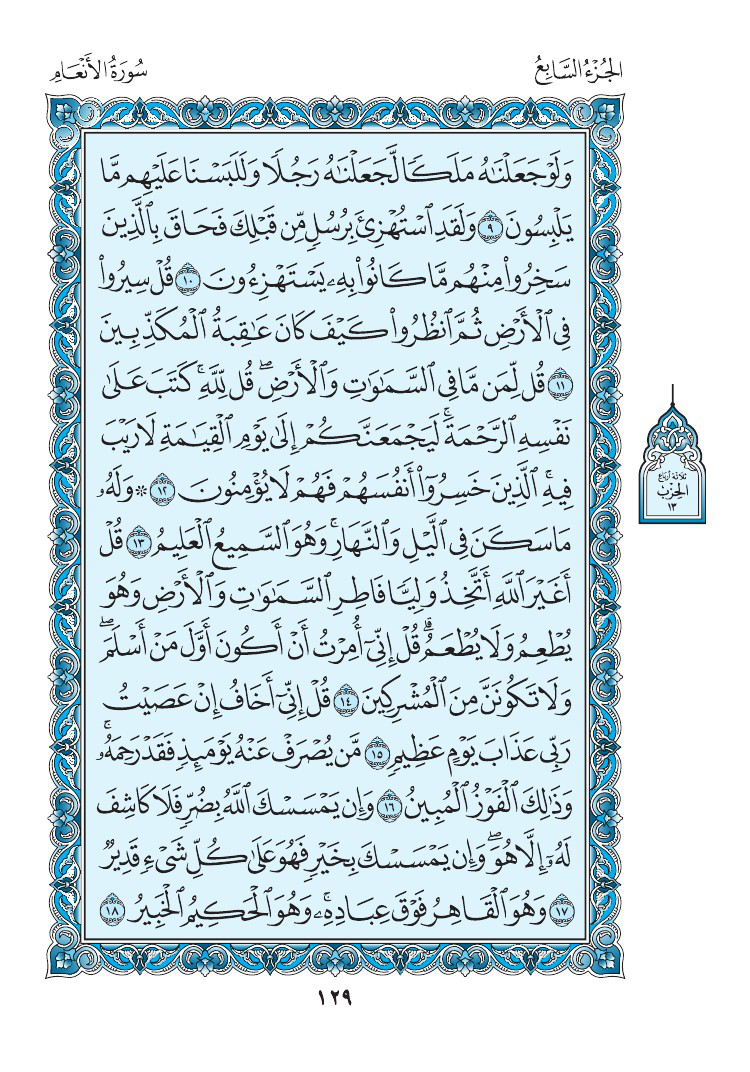 الجُزْءُ السَّابِعُ
سُورَةُ الأَنْعَامِ
وَلَوْ جَعَلْنَٰهُ مَلَكًا لَّجَعَلْنَٰهُ رَجُلًا وَلَلَبَسْنَا عَلَيْهِم مَّا
يَلْبِسُونَ ٩ وَلَقَدِ ٱسْتُهْزِئَ بِرُسُلٍ مِّن قَبْلِكَ فَحَاقَ بِٱلَّذِينَ
سَخِرُوا۟ مِنْهُم مَّا كَانُوا۟ بِهِۦ يَسْتَهْزِءُونَ ١٠ قُلْ سِيرُوا۟
فِى ٱلْأَرْضِ ثُمَّ ٱنظُرُوا۟ كَيْفَ كَانَ عَٰقِبَةُ ٱلْمُكَذِّبِينَ
١١ قُل لِّمَن مَّا فِى ٱلسَّمَٰوَٰتِ وَٱلْأَرْضِ ۖ قُل لِّلَّهِ ۚ كَتَبَ عَلَىٰ
نَفْسِهِ ٱلرَّحْمَةَ ۚ لَيَجْمَعَنَّكُمْ إِلَىٰ يَوْمِ ٱلْقِيَٰمَةِ لَا رَيْبَ
فِيهِ ۚ ٱلَّذِينَ خَسِرُوٓا۟ أَنفُسَهُمْ فَهُمْ لَا يُؤْمِنُونَ ١٢ ۞ وَلَهُۥ
مَا سَكَنَ فِى ٱلَّيْلِ وَٱلنَّهَارِ ۚ وَهُوَ ٱلسَّمِيعُ ٱلْعَلِيمُ ١٣ قُلْ
أَغَيْرَ ٱللَّهِ أَتَّخِذُ وَلِيًّا فَاطِرِ ٱلسَّمَٰوَٰتِ وَٱلْأَرْضِ وَهُوَ
يُطْعِمُ وَلَا يُطْعَمُ ۗ قُلْ إِنِّىٓ أُمِرْتُ أَنْ أَكُونَ أَوَّلَ مَنْ أَسْلَمَ ۖ
وَلَا تَكُونَنَّ مِنَ ٱلْمُشْرِكِينَ ١٤ قُلْ إِنِّىٓ أَخَافُ إِنْ عَصَيْتُ
رَبِّى عَذَابَ يَوْمٍ عَظِيمٍ ١٥ مَّن يُصْرَفْ عَنْهُ يَوْمَئِذٍ فَقَدْ رَحِمَهُۥ ۚ
وَذَٰلِكَ ٱلْفَوْزُ ٱلْمُبِينُ ١٦ وَإِن يَمْسَسْكَ ٱللَّهُ بِضُرٍّ فَلَا كَاشِفَ
لَهُۥٓ إِلَّا هُوَ ۖ وَإِن يَمْسَسْكَ بِخَيْرٍ فَهُوَ عَلَىٰ كُلِّ شَىْءٍ قَدِيرٌ
١٧ وَهُوَ ٱلْقَاهِرُ فَوْقَ عِبَادِهِۦ ۚ وَهُوَ ٱلْحَكِيمُ ٱلْخَبِيرُ ١٨
ثلاثة أرباع
الحزب
١٣
١٢٩